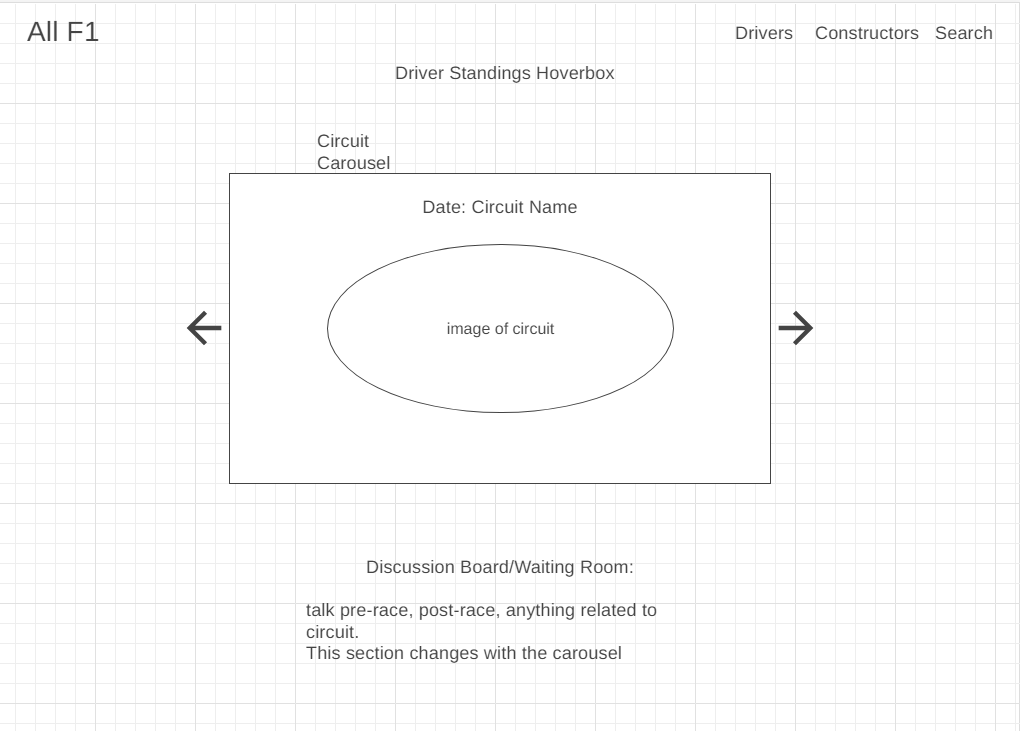 All F1
Drivers Constructors Search
Driver Standings Hoverbox
Circuit
Carousel
Date: Circuit Name
image of circuit
Discussion Board/Waiting Room:
talk pre-race, post-race, anything related to
circuit.
This section changes with the carousel